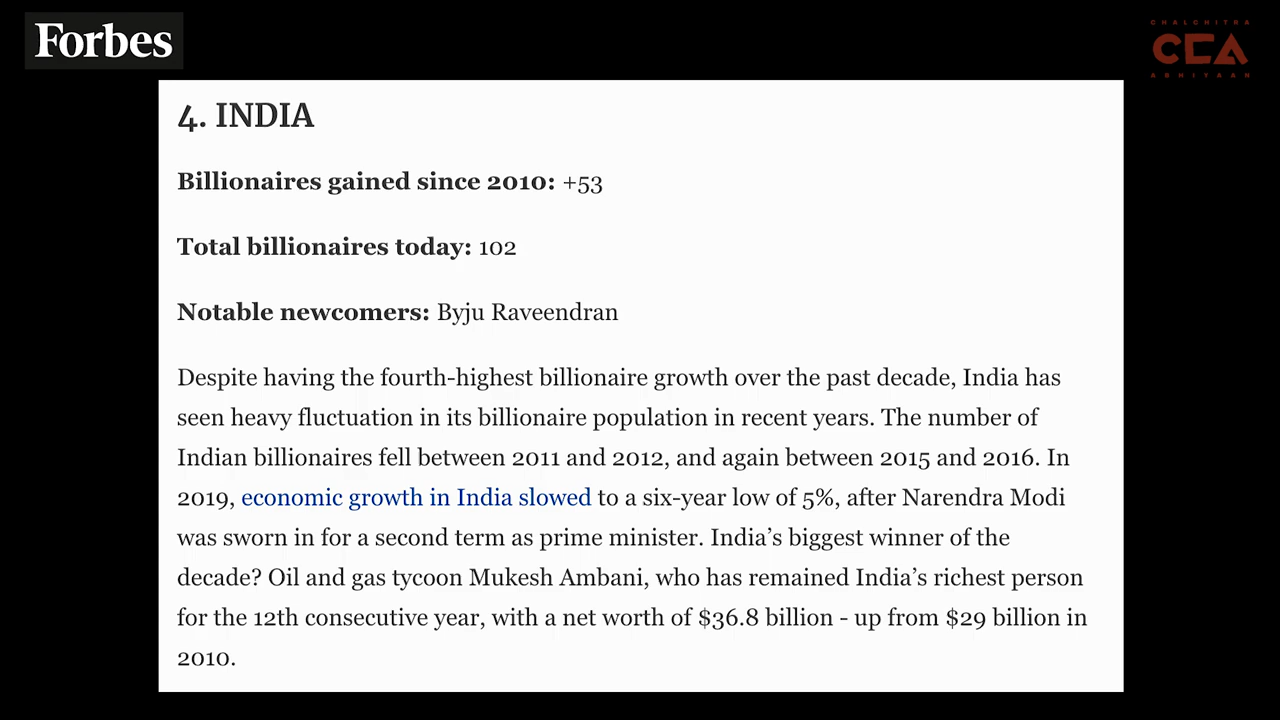 Forbes
CHALCHITRA
CCA
ABHIYAAN
4. INDIA
Billionaires gained since 2010: +53
Total billionaires today: 102
Notable newcomers: Byju Raveendran
Despite having the fourth-highest billionaire growth over the past decade, India has
seen heavy fluctuation in its billionaire population in recent years. The number of
Indian billionaires fell between 2011 and 2012, and again between 2015 and 2016. In
2019, economic growth in India slowed to a six-year low of 5%, after Narendra Modi
was sworn in for a second term as prime minister. India’s biggest winner of the
decade? Oil and gas tycoon Mukesh Ambani, who has remained India’s richest person
for the 12th consecutive year, with a net worth of $36.8 billion - up from $29 billion in
2010.